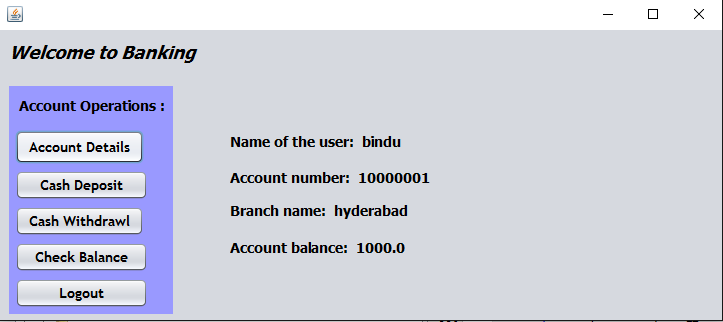 Welcome to Banking
Account Operations :
Account Details
Cash Deposit
Cash Withdrawl
Check Balance
Logout
Name of the user: bindu
Account number: 10000001
Branch name: hyderabad
Account balance: 1000.0